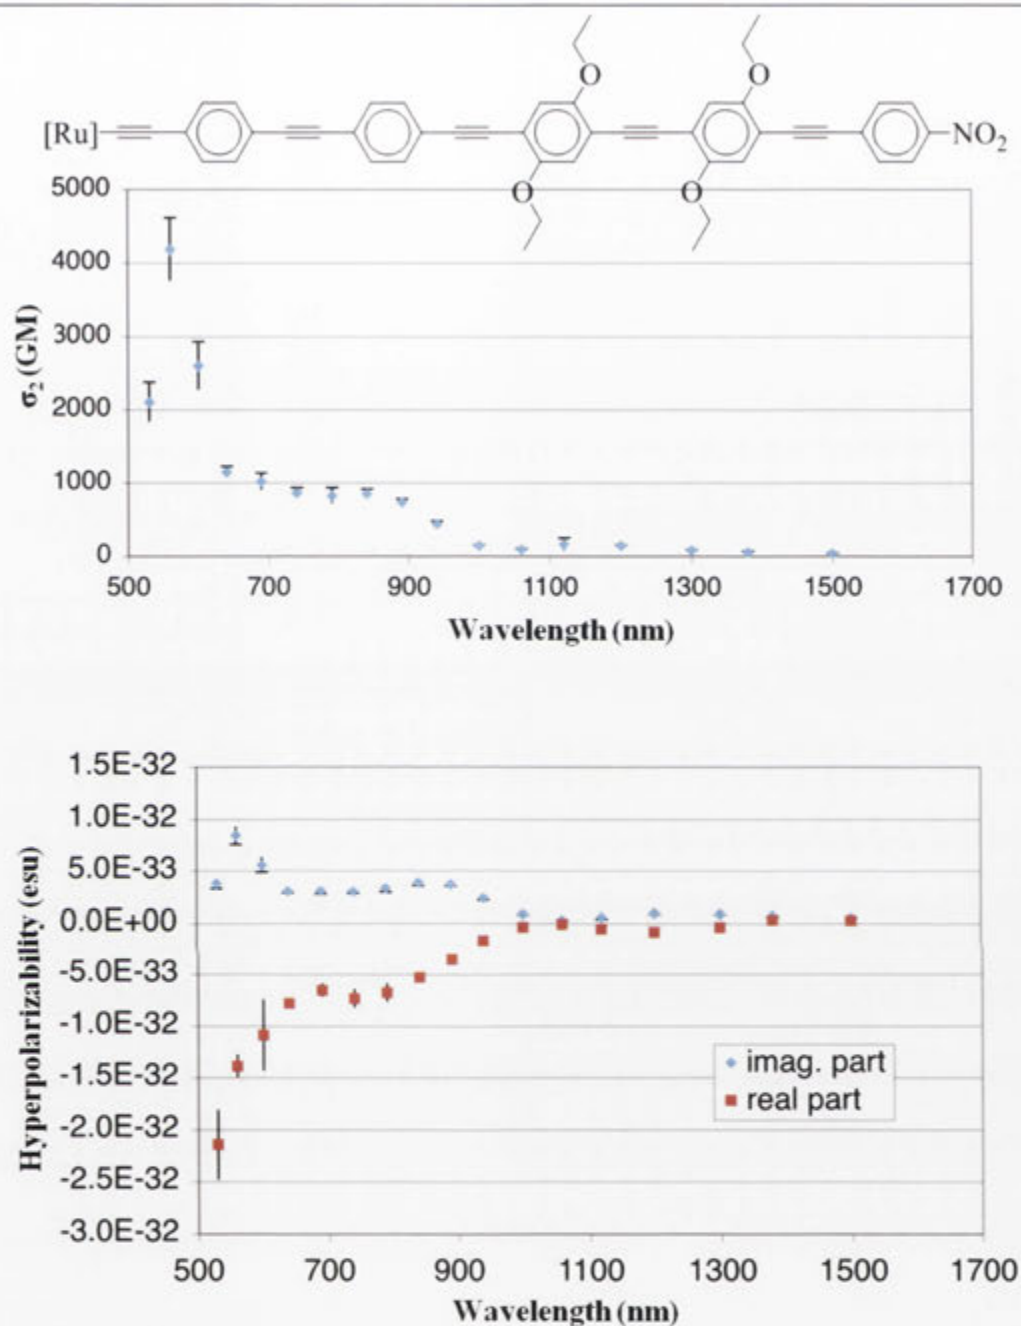 O O
[Ru] NO2
O O
5000
4000
3000
2000
1000
0
σ2 (GM)
500 700 900 1100 1300 1500 1700
Wavelength (nm)
1.5E-32
1.0E-32
5.0E-33
0.0E+00
-5.0E-33
-1.0E-32
-1.5E-32
-2.0E-32
-2.5E-32
-3.0E-32
Hyperpolarizability (esu)
imag. part
real part
500 700 900 1100 1300 1500 1700
Wavelength (nm)